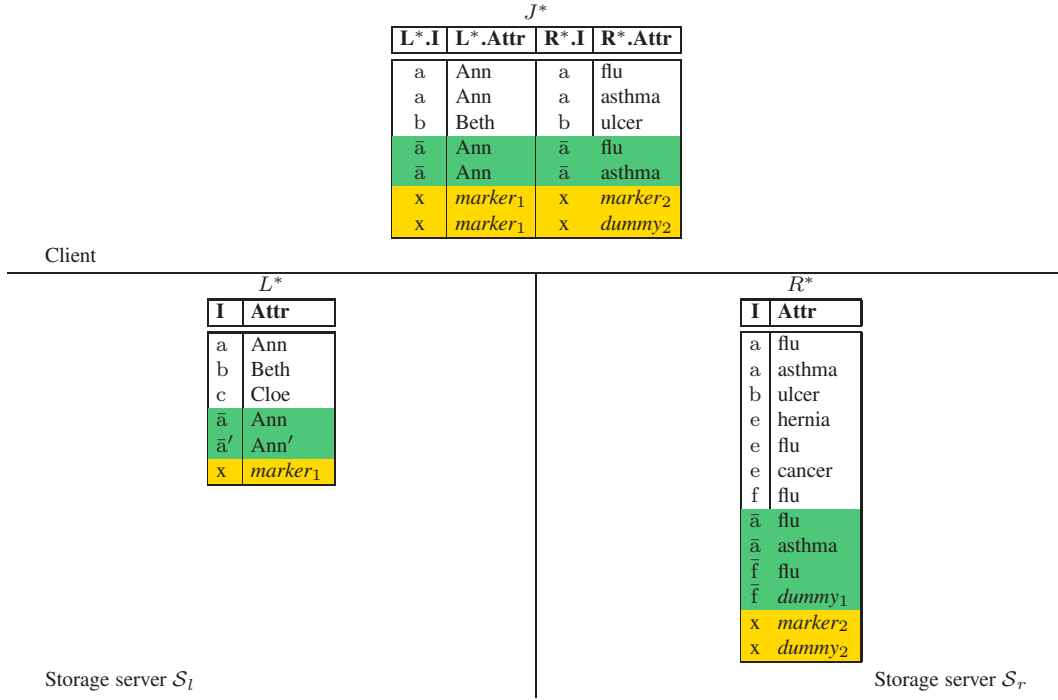 J*
L*.I L*.Attr R*.I R*.Attr
a Ann a flu
a Ann a asthma
b Beth b ulcer
ā Ann ā flu
ā Ann ā asthma
x marker₁ x marker₂
x marker₁ x dummy₂
Client
L*
I Attr
a Ann
b Beth
c Cloe
ā Ann
ā′ Ann′
x marker₁
Storage server 𝒮ₗ
R*
I Attr
a flu
a asthma
b ulcer
e hernia
e flu
e cancer
f flu
ā flu
ā asthma
f̄ flu
f̄ dummy₁
x marker₂
x dummy₂
Storage server 𝒮ᵣ